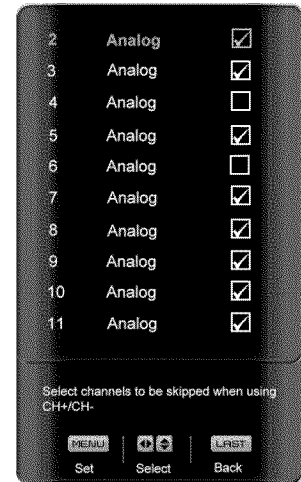 2 Analog
3 Analog
4 Analog
5 Analog
6 Analog
7 Analog
8 Analog
9 Analog
10 Analog
11 Analog
Select channels to be skipped when using
CH+/CH-
MENU LAST
Set Select Back